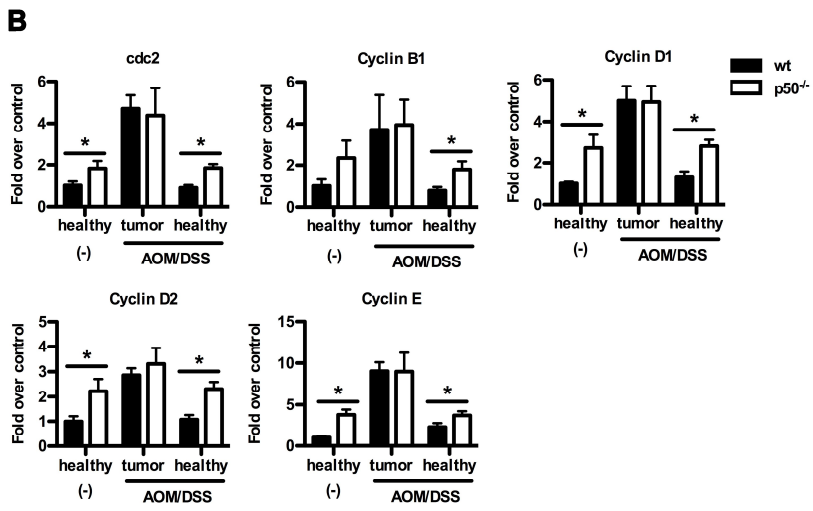 B
cdc2
Fold over control
6
4
2
0
*
*
healthy
tumor
healthy
(-)
AOM/DSS
Cyclin B1
Fold over control
6
4
2
0
*
healthy
tumor
healthy
(-)
AOM/DSS
Cyclin D1
Fold over control
6
4
2
0
*
*
healthy
tumor
healthy
(-)
AOM/DSS
wt
p50-/-
Cyclin D2
Fold over control
5
4
3
2
1
0
*
*
healthy
tumor
healthy
(-)
AOM/DSS
Cyclin E
Fold over control
15
10
5
0
*
*
healthy
tumor
healthy
(-)
AOM/DSS